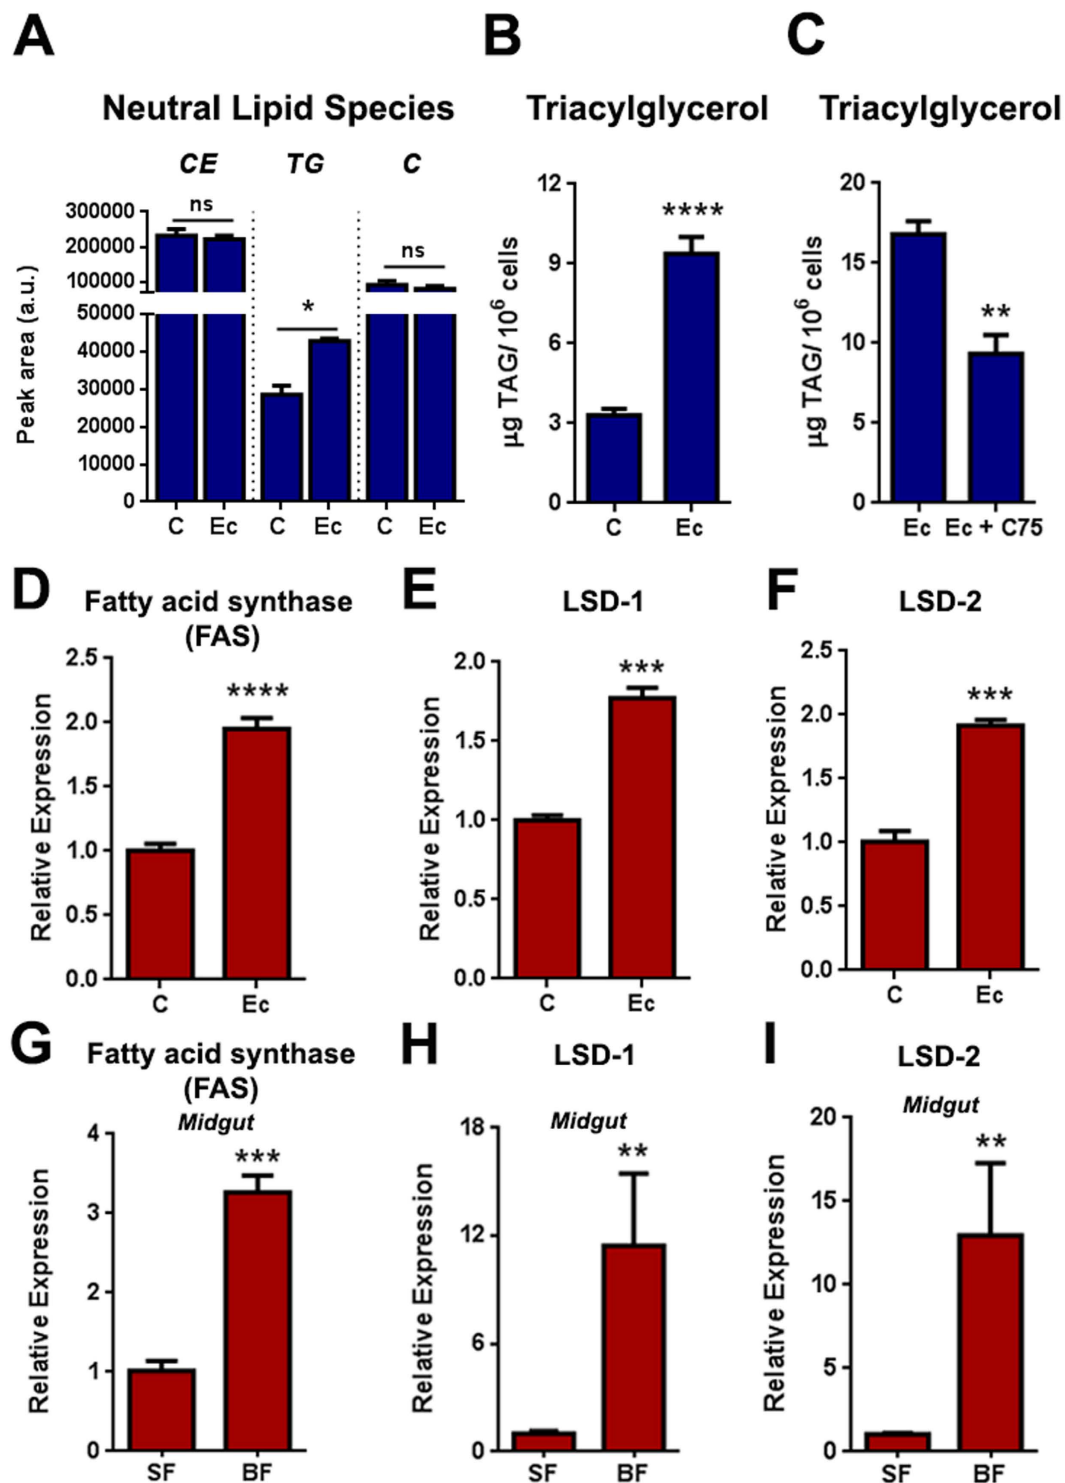 A
Neutral Lipid Species
CE TG C
Peak area (a.u.)
300000
200000
100000
50000
40000
30000
20000
10000
0
ns
*
ns
C Ec C Ec C Ec
B
Triacylglycerol
µg TAG/ 10⁶ cells
12
9
6
3
0
****
C Ec
C
Triacylglycerol
µg TAG/ 10⁶ cells
20
15
10
5
0
**
Ec Ec + C75
D
Fatty acid synthase
(FAS)
Relative Expression
2.5
2.0
1.5
1.0
0.5
0.0
****
C Ec
E
LSD-1
Relative Expression
2.0
1.5
1.0
0.5
0.0
***
C Ec
F
LSD-2
Relative Expression
2.5
2.0
1.5
1.0
0.5
0.0
***
C Ec
G
Fatty acid synthase
(FAS)
Midgut
Relative Expression
4
3
2
1
0
***
SF BF
H
LSD-1
Midgut
Relative Expression
18
12
6
0
**
SF BF
I
LSD-2
Midgut
Relative Expression
20
15
10
5
0
**
SF BF